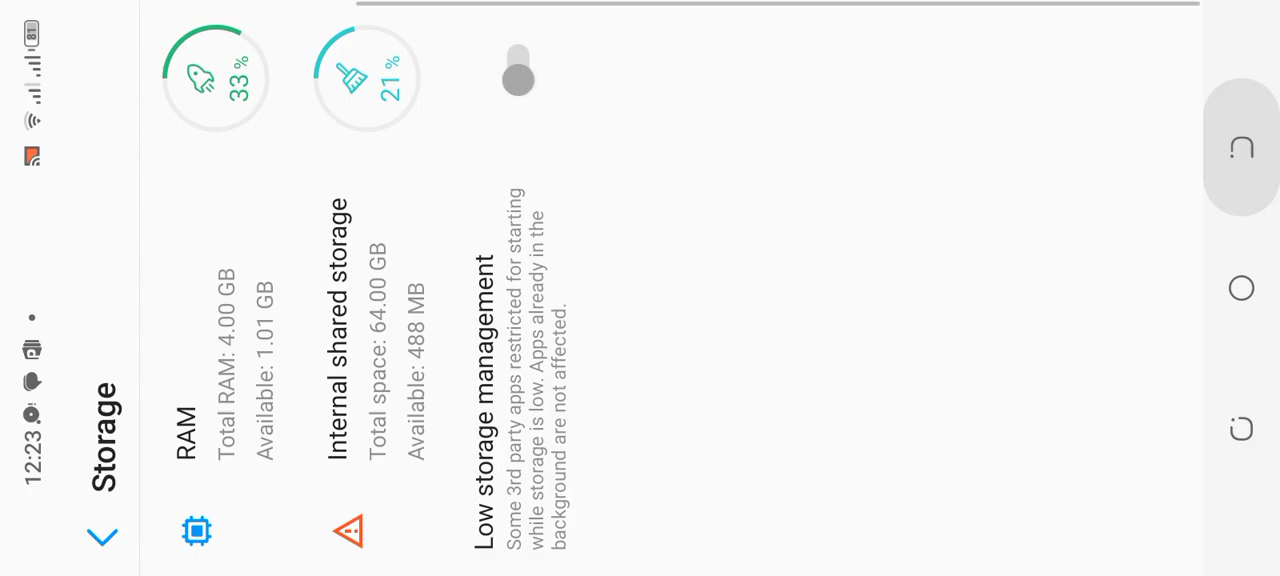 12:23
81
Storage
RAM
Total RAM: 4.00 GB
Available: 1.01 GB
33 %
Internal shared storage
Total space: 64.00 GB
Available: 488 MB
21 %
Low storage management
Some 3rd party apps restricted for starting
while storage is low. Apps already in the
background are not affected.